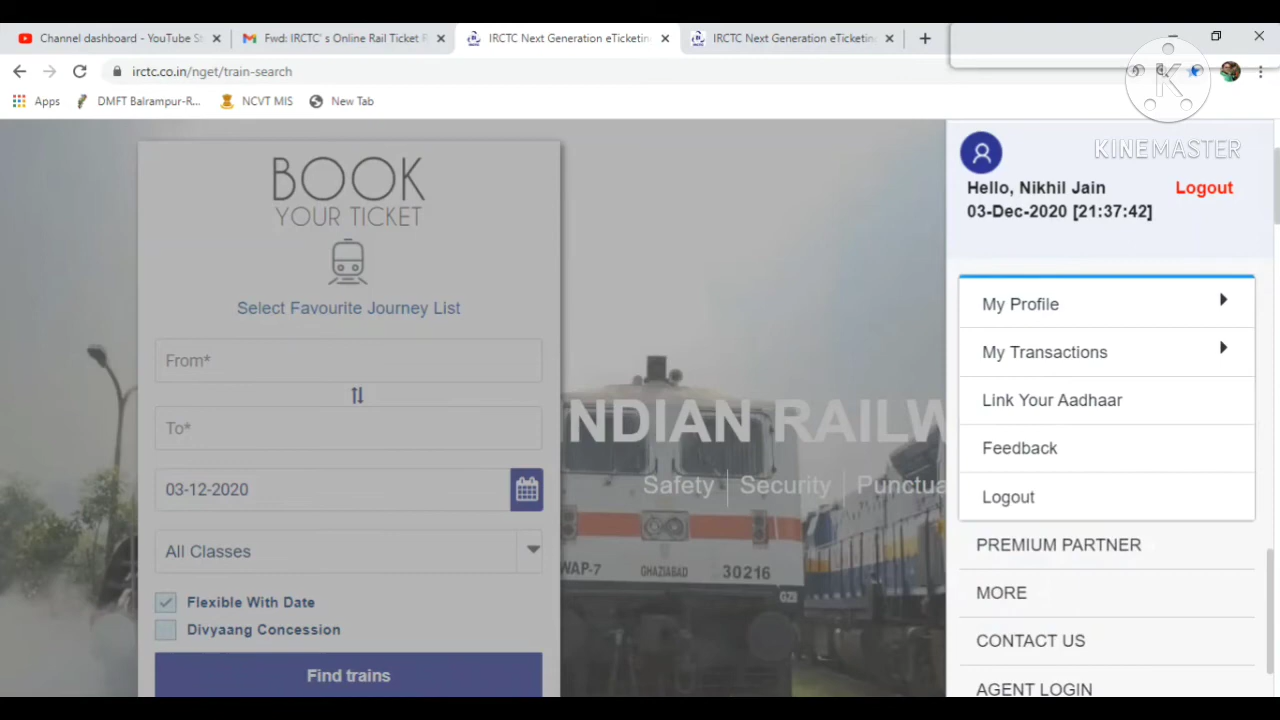 Channel dashboard - YouTube St
Fwd: IRCTC' s Online Rail Ticket R
IRCTC Next Generation eTicketing
IRCTC Next Generation eTicketing
irctc.co.in/nget/train-search
Apps
DMFT Balrampur-R...
NCVT MIS
New Tab
KINEMASTER
BOOK
YOUR TICKET
Select Favourite Journey List
From*
To*
03-12-2020
All Classes
Flexible With Date
Divyaang Concession
Find trains
INDIAN RAILW
Safety | Security | Punctua
WAP-7 GHAZIABAD 30216
GZB
Hello, Nikhil Jain
Logout
03-Dec-2020 [21:37:42]
My Profile
My Transactions
Link Your Aadhaar
Feedback
Logout
PREMIUM PARTNER
MORE
CONTACT US
AGENT LOGIN